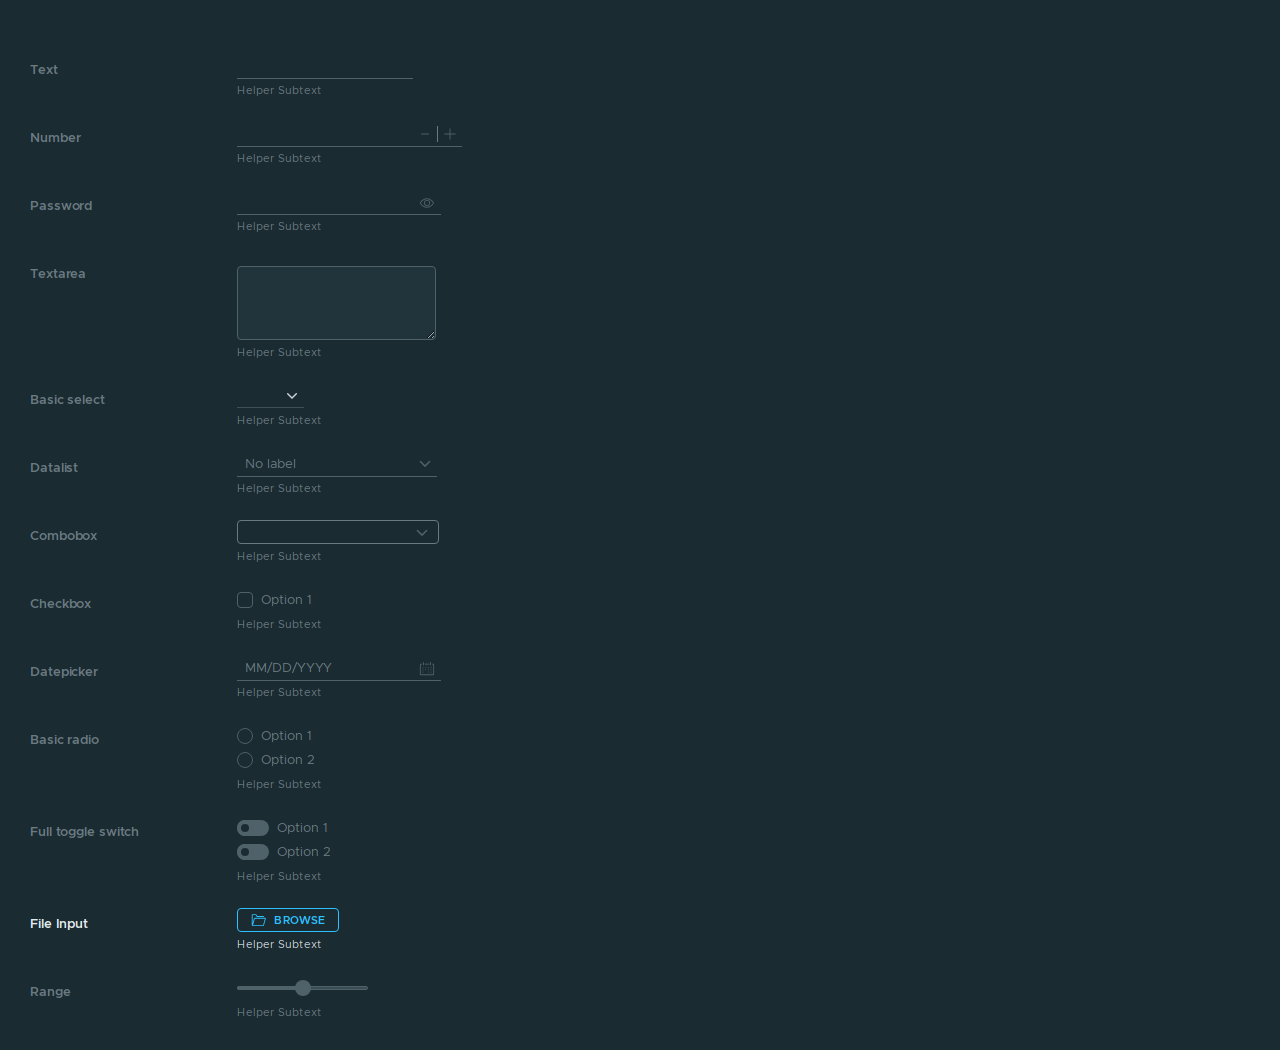 Text
Helper Subtext
Number
Helper Subtext
Password
Helper Subtext
Textarea
Helper Subtext
Basic select
Helper Subtext
Datalist
No label
Helper Subtext
Combobox
Helper Subtext
Checkbox
Option 1
Helper Subtext
Datepicker
MM/DD/YYYY
Helper Subtext
Basic radio
Option 1
Option 2
Helper Subtext
Full toggle switch
Option 1
Option 2
Helper Subtext
File Input
BROWSE
Helper Subtext
Range
Helper Subtext